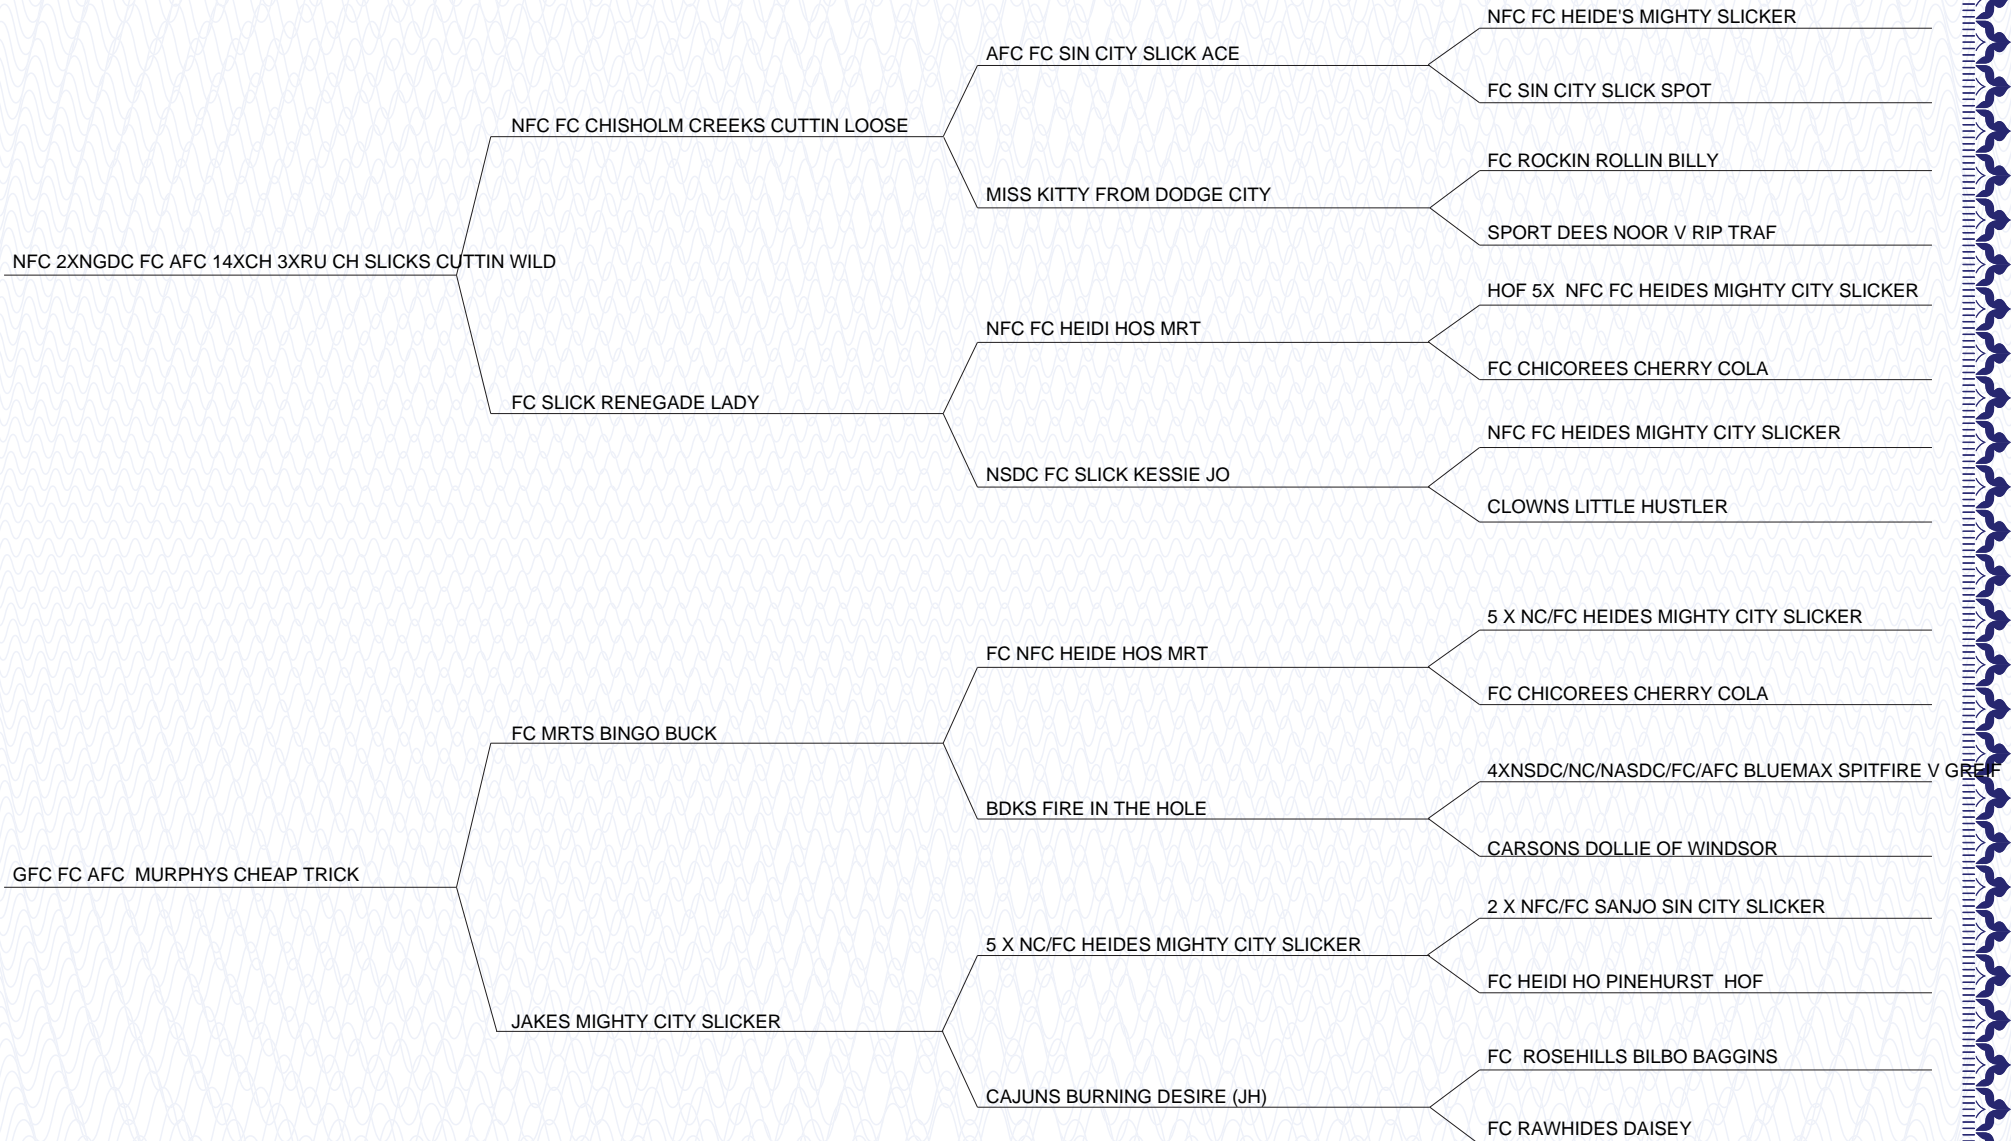 NFC FC HEIDE'S MIGHTY SLICKER
AFC FC SIN CITY SLICK ACE
FC SIN CITY SLICK SPOT
NFC FC CHISHOLM CREEKS CUTTIN LOOSE
FC ROCKIN ROLLIN BILLY
MISS KITTY FROM DODGE CITY
SPORT DEES NOOR V RIP TRAF
NFC 2XNGDC FC AFC 14XCH 3XRU CH SLICKS CUTTIN WILD
HOF 5X  NFC FC HEIDES MIGHTY CITY SLICKER
NFC FC HEIDI HOS MRT
FC CHICOREES CHERRY COLA
FC SLICK RENEGADE LADY
NFC FC HEIDES MIGHTY CITY SLICKER
NSDC FC SLICK KESSIE JO
CLOWNS LITTLE HUSTLER
5 X NC/FC HEIDES MIGHTY CITY SLICKER
FC NFC HEIDE HOS MRT
FC CHICOREES CHERRY COLA
FC MRTS BINGO BUCK
4XNSDC/NC/NASDC/FC/AFC BLUEMAX SPITFIRE V GREIF
BDKS FIRE IN THE HOLE
CARSONS DOLLIE OF WINDSOR
GFC FC AFC  MURPHYS CHEAP TRICK
2 X NFC/FC SANJO SIN CITY SLICKER
5 X NC/FC HEIDES MIGHTY CITY SLICKER
FC HEIDI HO PINEHURST  HOF
JAKES MIGHTY CITY SLICKER
FC  ROSEHILLS BILBO BAGGINS
CAJUNS BURNING DESIRE (JH)
FC RAWHIDES DAISEY